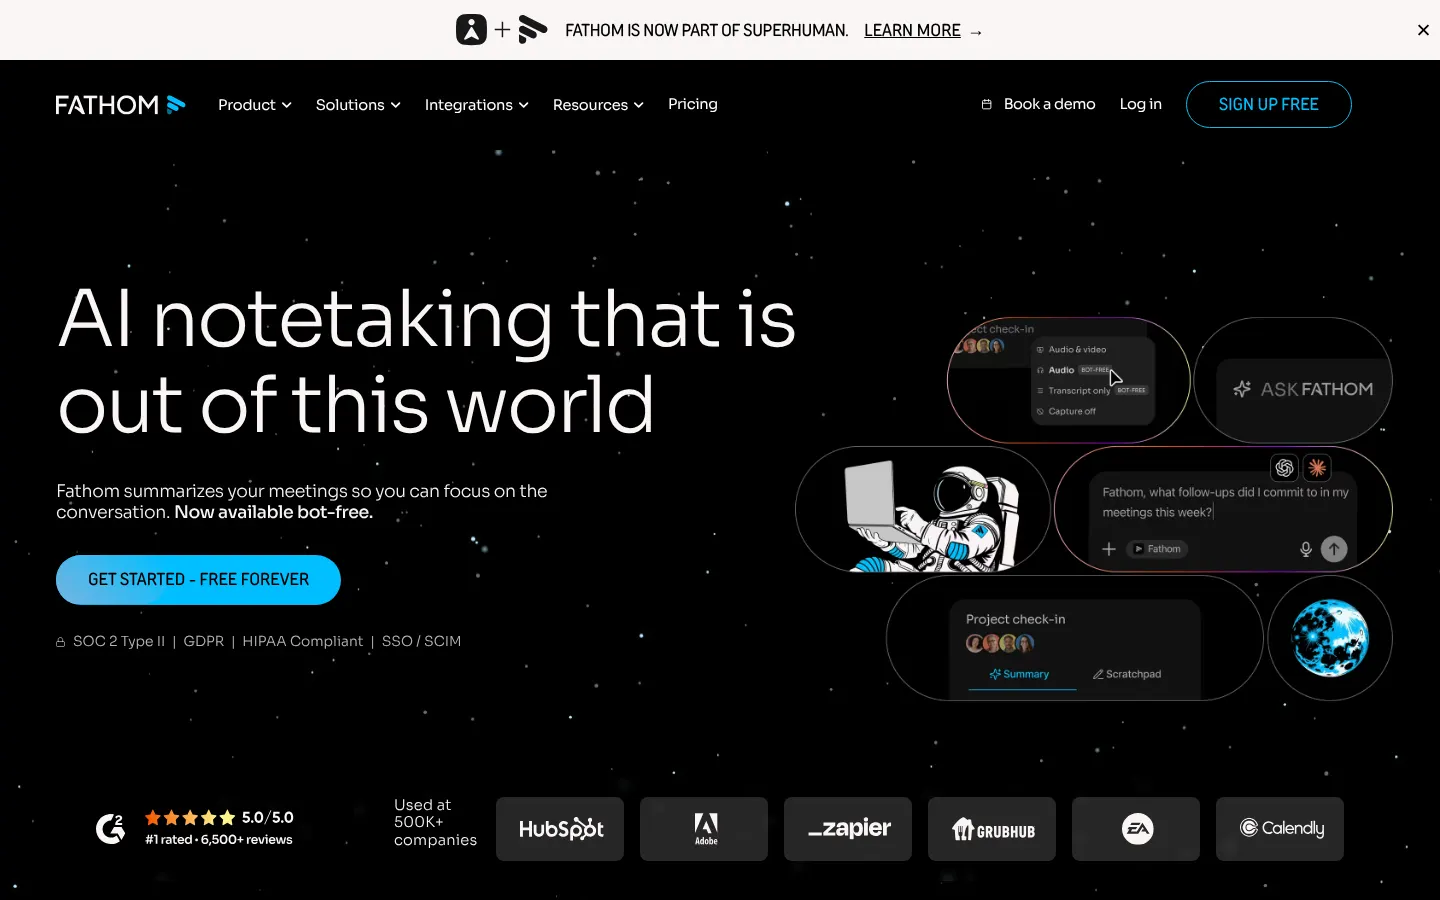 FATHOM IS NOW PART OF SUPERHUMAN. LEARN MORE →
FATHOM
Product
Solutions
Integrations
Resources
Pricing
Book a demo
Log in
SIGN UP FREE
AI notetaking that is
out of this world
Fathom summarizes your meetings so you can focus on the
conversation. Now available bot-free.
GET STARTED - FREE FOREVER
SOC 2 Type II | GDPR | HIPAA Compliant | SSO / SCIM
ect check-in
Audio & video
Audio BOT-FREE
Transcript only BOT-FREE
Capture off
ASK FATHOM
Fathom, what follow-ups did I commit to in my
meetings this week?
Fathom
Project check-in
Summary
Scratchpad
G2
5.0/5.0
#1 rated · 6,500+ reviews
Used at
500K+
companies
HubSpot
Adobe
zapier
GRUBHUB
EA
Calendly